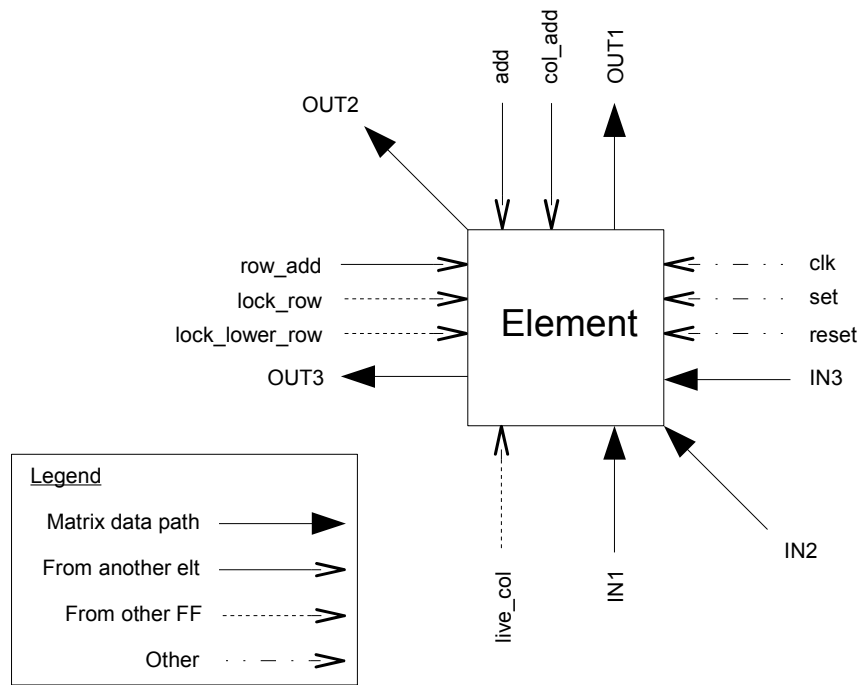 add
col_add
OUT1
OUT2
row_add
lock_row
lock_lower_row
OUT3
Element
clk
set
reset
IN3
IN2
IN1
live_col
Legend
Matrix data path
From another elt
From other FF
Other